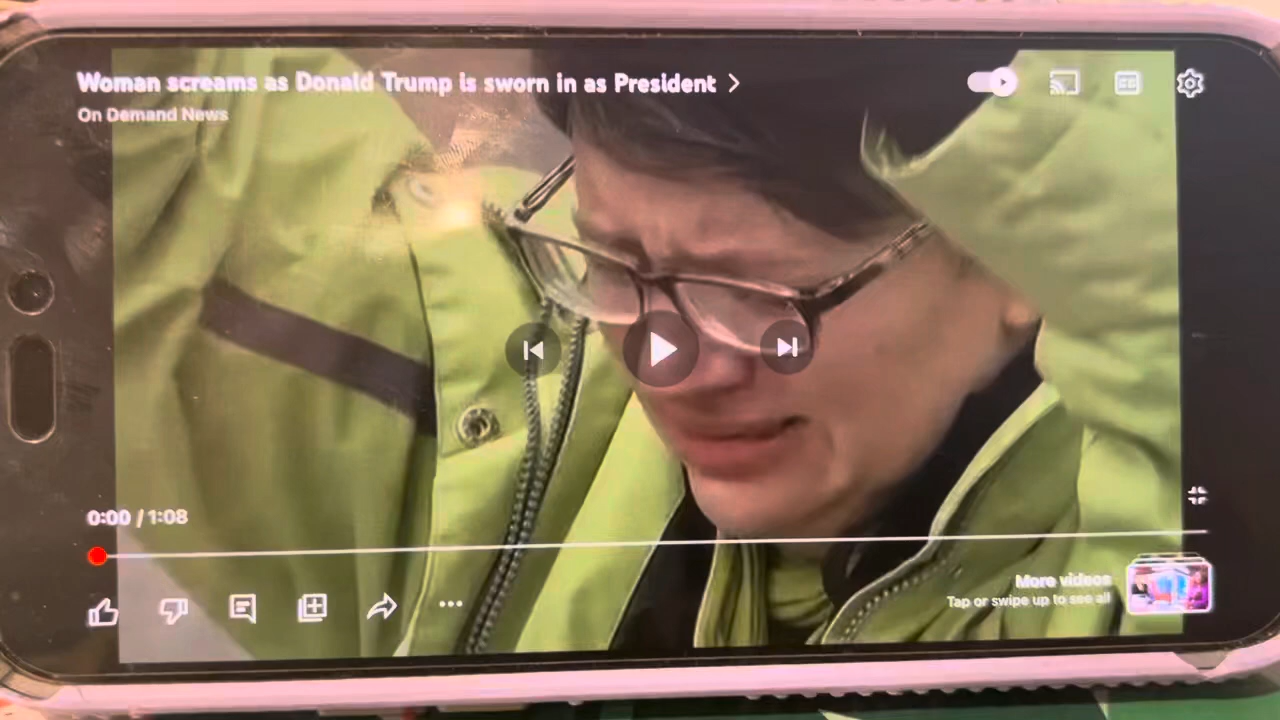 Woman screams as Donald Trump is sworn in as President
On Demand News
CC
0:00 / 1:08
More videos
Tap or swipe up to see all